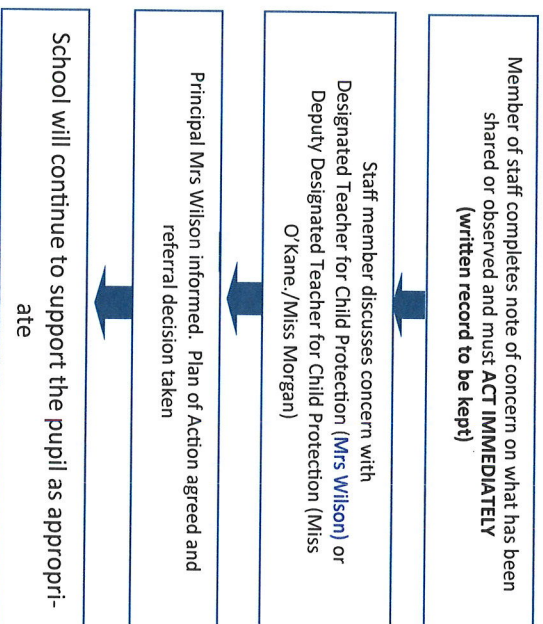 Member of staff completes note of concern on what has been
shared or observed and must ACT IMMEDIATELY
(written record to be kept)
Staff member discusses concern with
Designated Teacher for Child Protection (Mrs Wilson) or
Deputy Designated Teacher for Child Protection (Miss
O'Kane./Miss Morgan)
Principal Mrs Wilson informed. Plan of Action agreed and
referral decision taken
School will continue to support the pupil as appropri-
ate